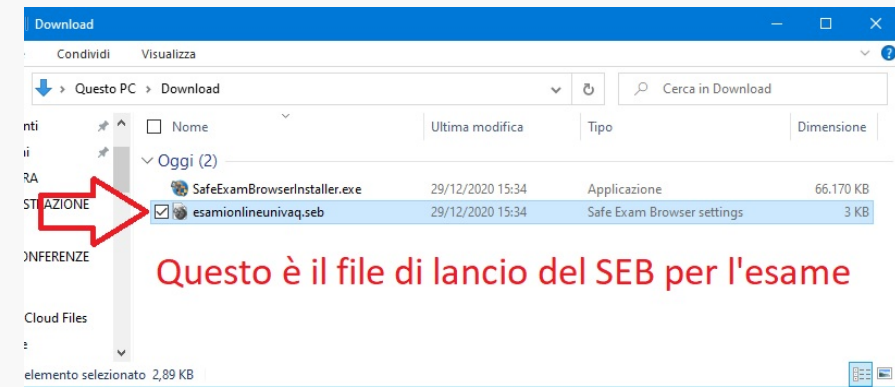 Download
Condividi Visualizza
Questo PC > Download
Cerca in Download
Nome Ultima modifica Tipo Dimensione
Oggi (2)
SafeExamBrowserInstaller.exe 29/12/2020 15:34 Applicazione 66.170 KB
esamionlineunivaq.seb 29/12/2020 15:34 Safe Exam Browser settings 3 KB
Questo è il file di lancio del SEB per l'esame
Cloud Files
elemento selezionato 2,89 KB